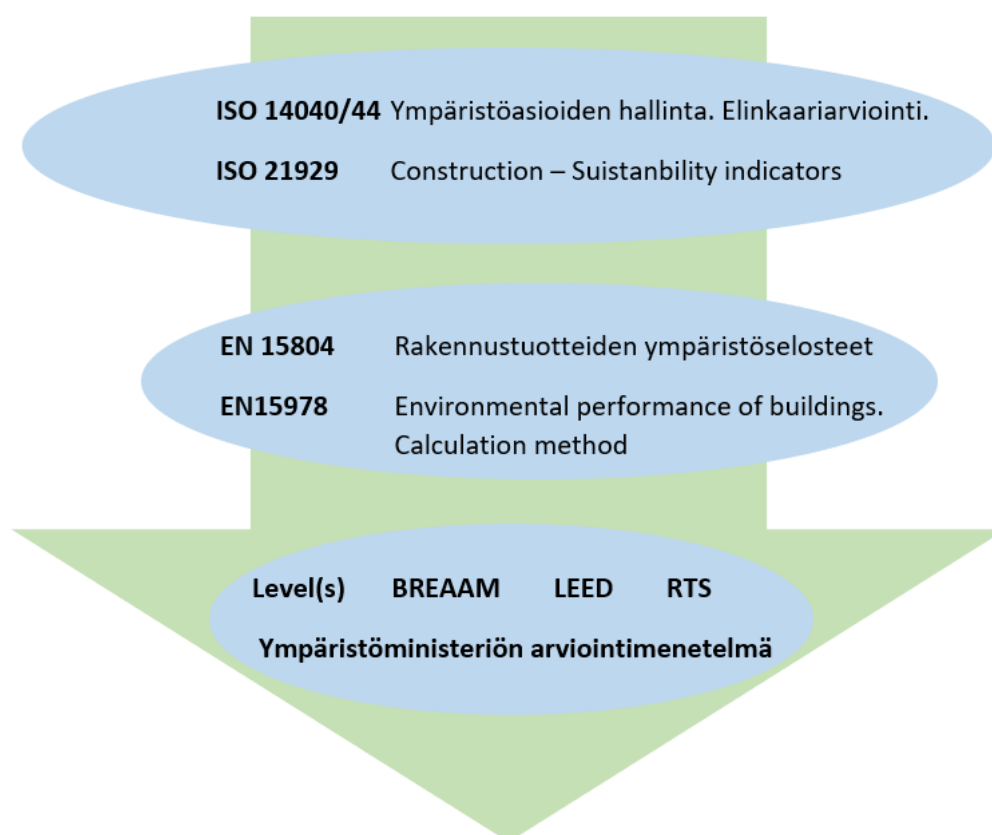 ISO 14040/44 Ympäristöasioiden hallinta. Elinkaariarviointi.
ISO 21929 Construction – Suistanbility indicators
EN 15804 Rakennustuotteiden ympäristöselosteet
EN15978 Environmental performance of buildings.
Calculation method
Level(s) BREAAM LEED RTS
Ympäristöministeriön arviointimenetelmä